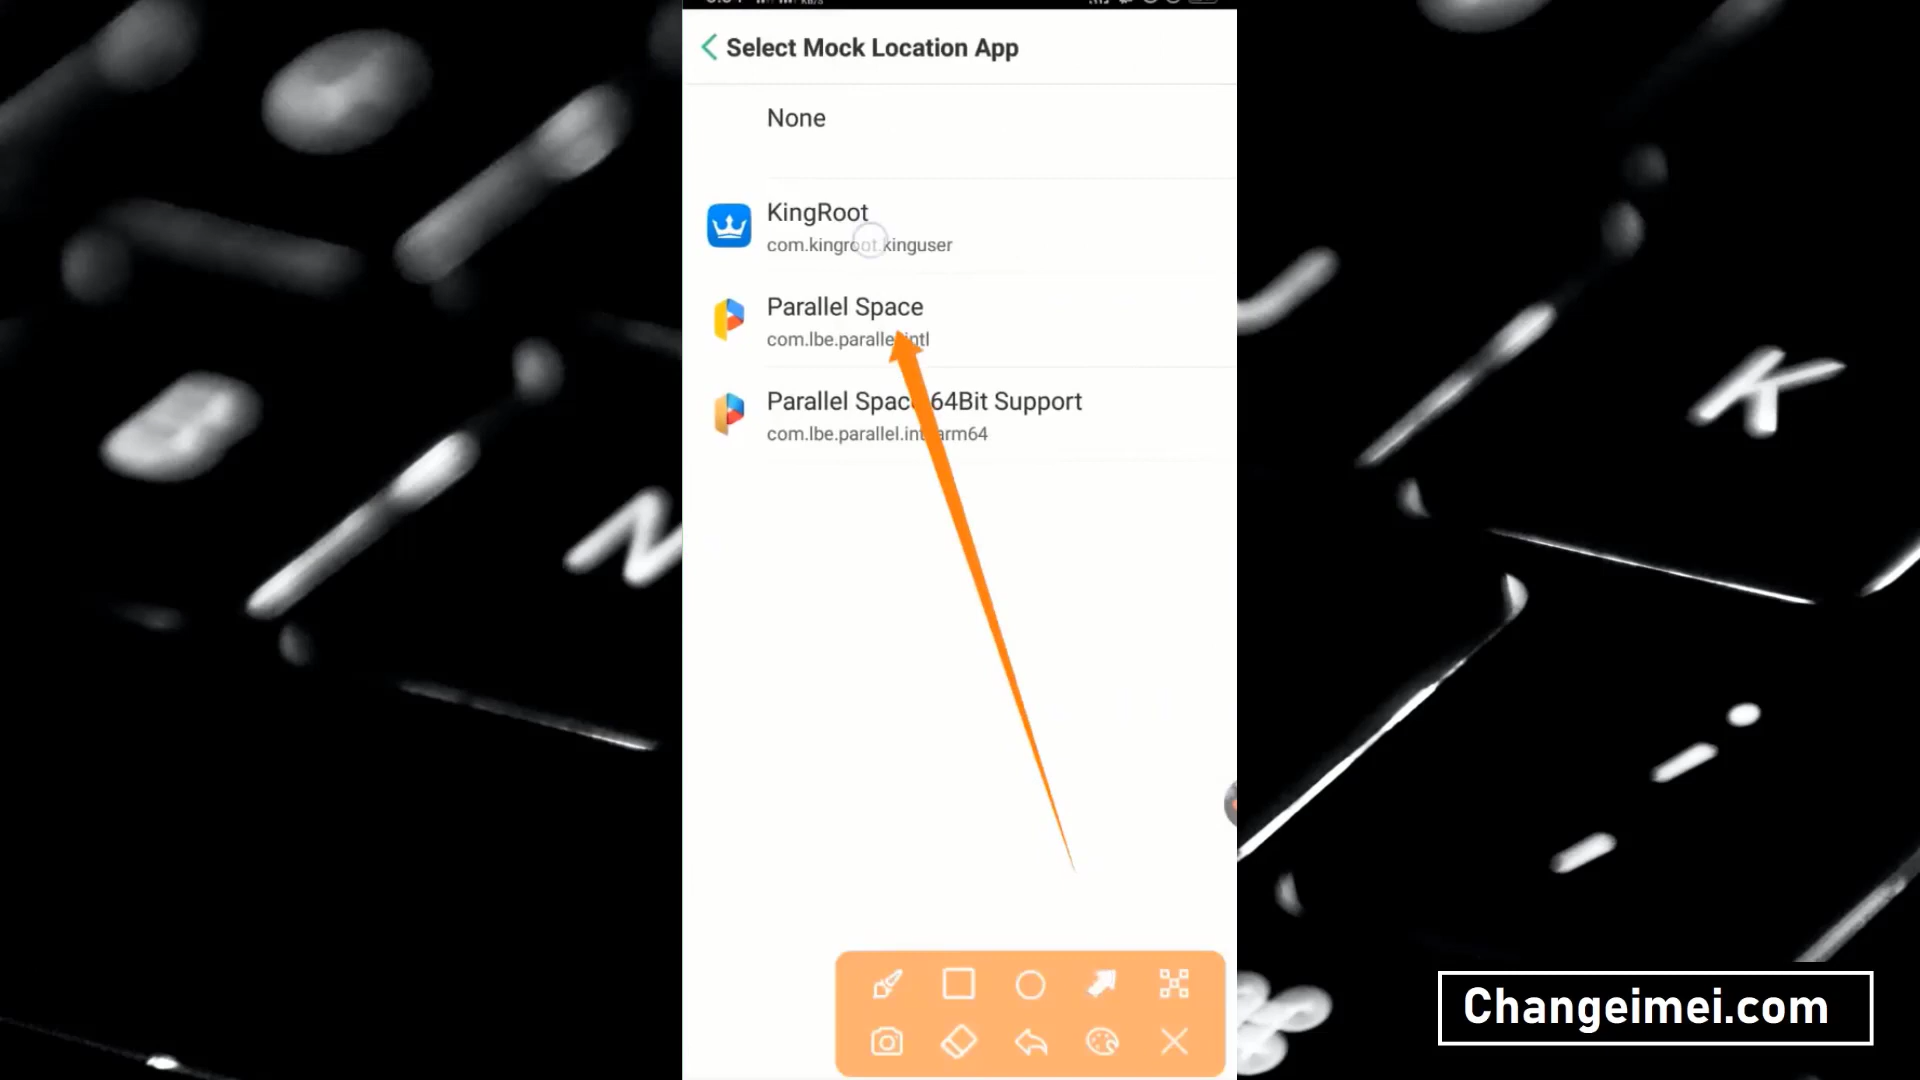 Select Mock Location App
None
KingRoot
com.kingroot.kinguser
Parallel Space
com.lbe.parallel.intl
Parallel Space 64Bit Support
com.lbe.parallel.intl.arm64
N
K
Changeimei.com